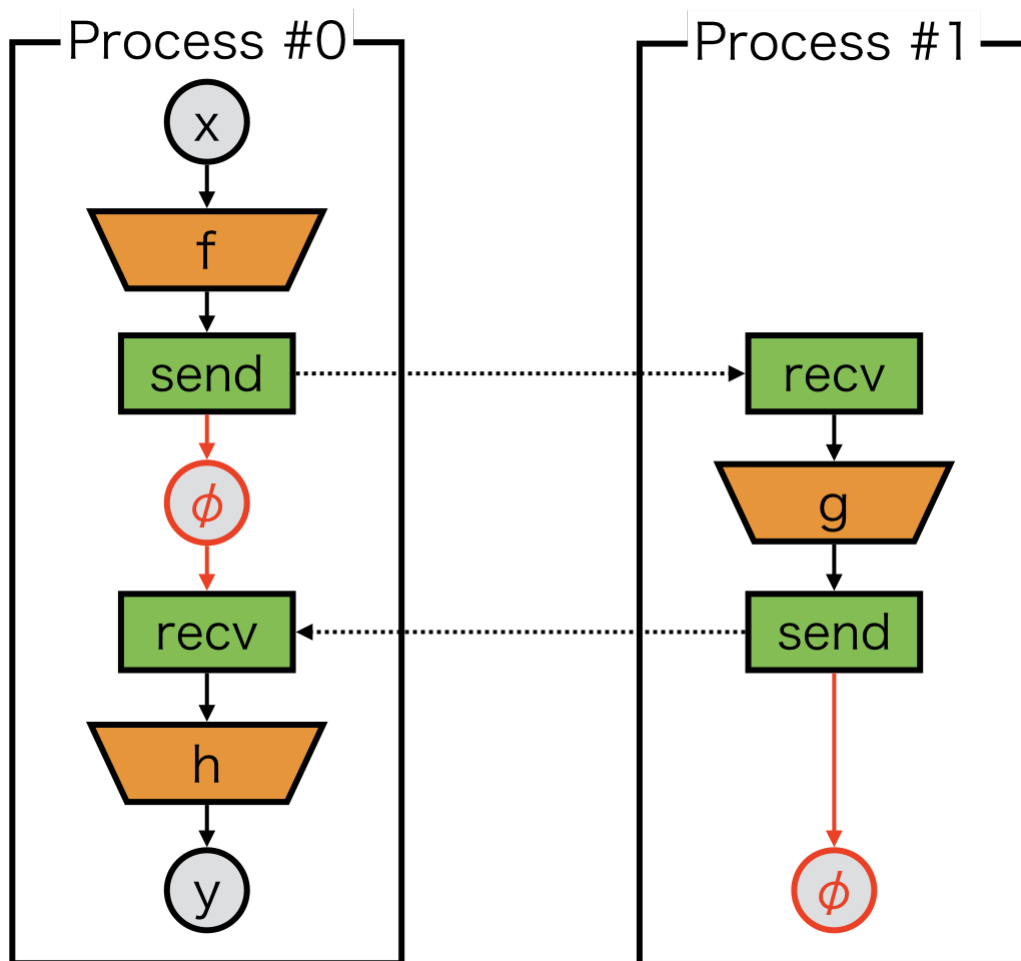 Process #0
x
f
send
ϕ
recv
h
y
Process #1
recv
g
send
ϕ